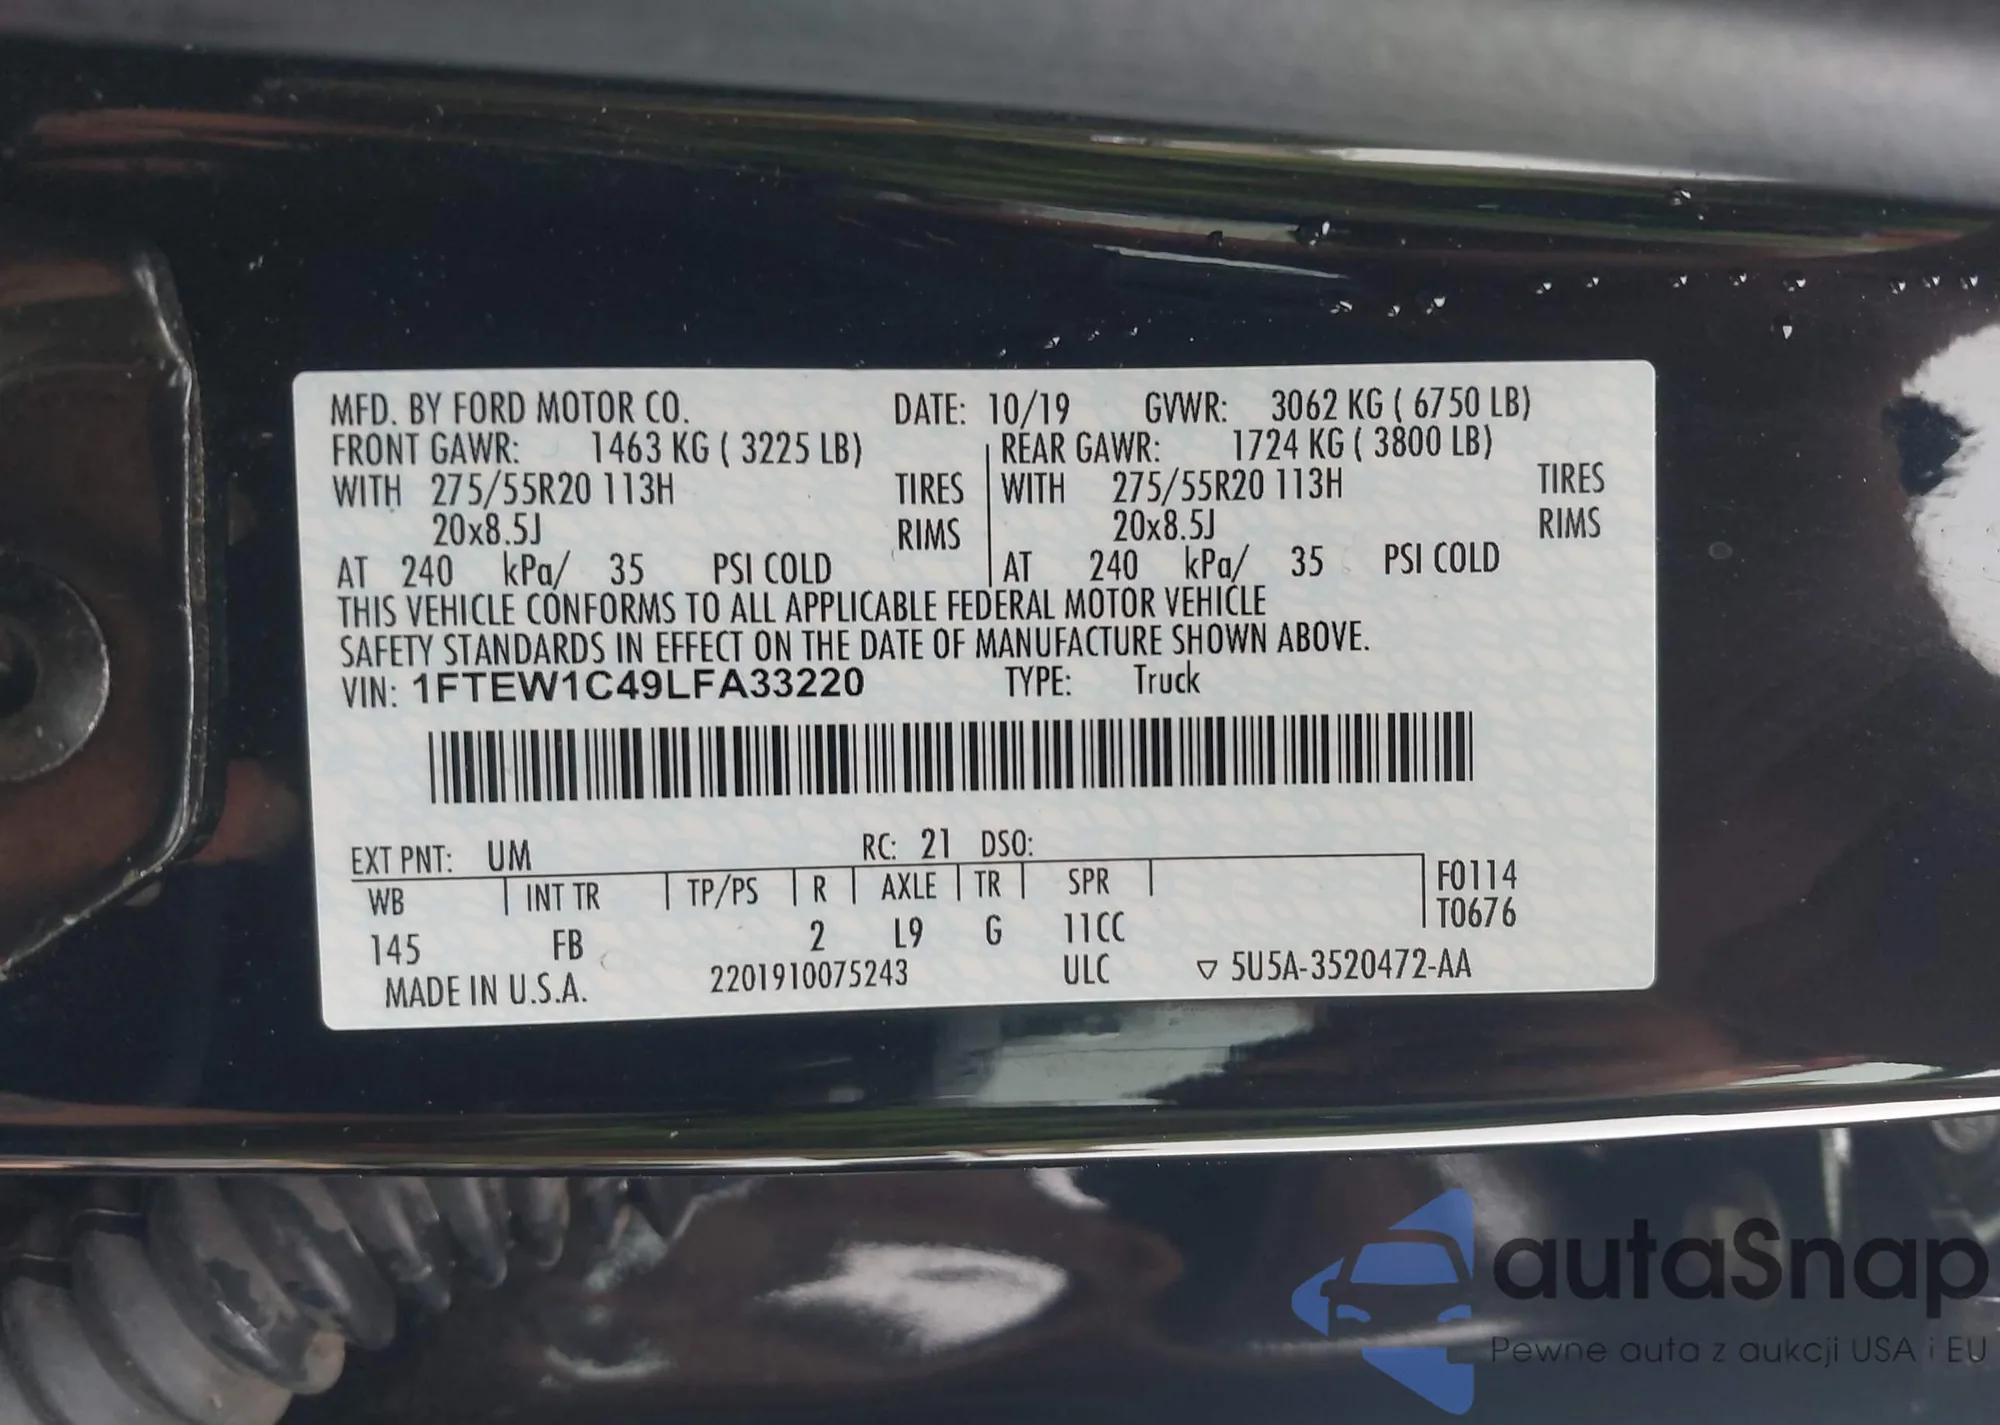 MFD. BY FORD MOTOR CO. DATE: 10/19 GVWR: 3062 KG ( 6750 LB)
FRONT GAWR: 1463 KG ( 3225 LB) REAR GAWR: 1724 KG ( 3800 LB)
WITH 275/55R20 113H TIRES WITH 275/55R20 113H TIRES
20x8.5J RIMS 20x8.5J RIMS
AT 240 kPa/ 35 PSI COLD AT 240 kPa/ 35 PSI COLD
THIS VEHICLE CONFORMS TO ALL APPLICABLE FEDERAL MOTOR VEHICLE
SAFETY STANDARDS IN EFFECT ON THE DATE OF MANUFACTURE SHOWN ABOVE.
VIN: 1FTEW1C49LFA33220 TYPE: Truck
EXT PNT: UM RC: 21 DSO:
WB INT TR TP/PS R AXLE TR SPR F0114
T0676
145 FB 2 L9 G 11CC
MADE IN U.S.A. 2201910075243 ULC ▽ 5U5A-3520472-AA
autaSnap
Pewne auta z aukcji USA i EU